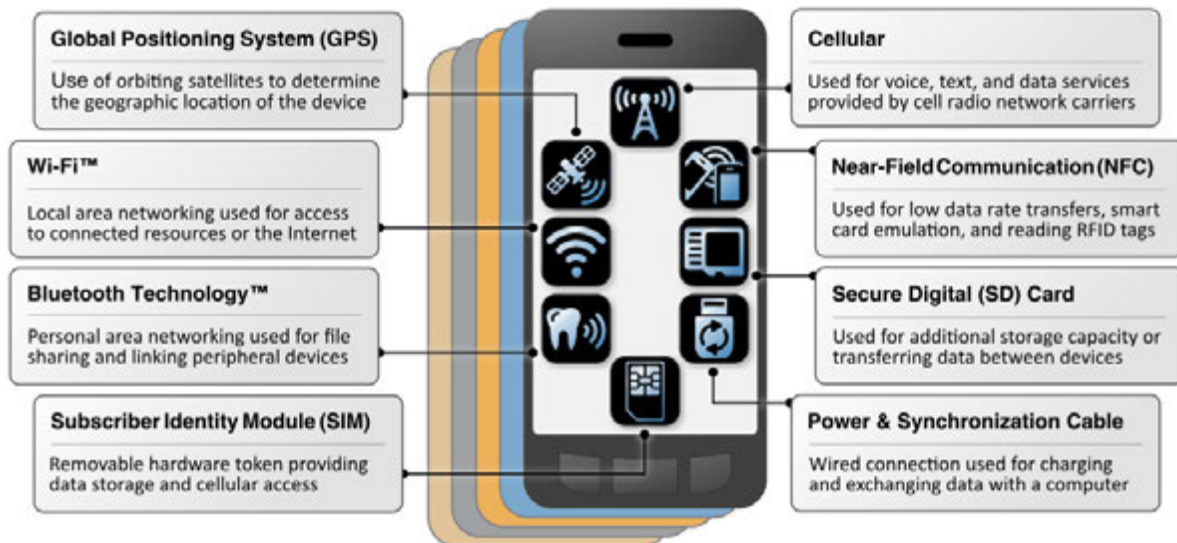 Global Positioning System (GPS)
Use of orbiting satellites to determine
the geographic location of the device
Wi-Fi™
Local area networking used for access
to connected resources or the Internet
Bluetooth Technology™
Personal area networking used for file
sharing and linking peripheral devices
Subscriber Identity Module (SIM)
Removable hardware token providing
data storage and cellular access
Cellular
Used for voice, text, and data services
provided by cell radio network carriers
Near-Field Communication (NFC)
Used for low data rate transfers, smart
card emulation, and reading RFID tags
Secure Digital (SD) Card
Used for additional storage capacity or
transferring data between devices
Power & Synchronization Cable
Wired connection used for charging
and exchanging data with a computer